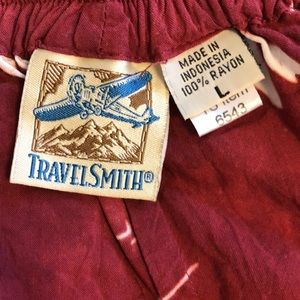 TRAVELSMITH®
MADE IN
INDONESIA
100% RAYON
L
6543